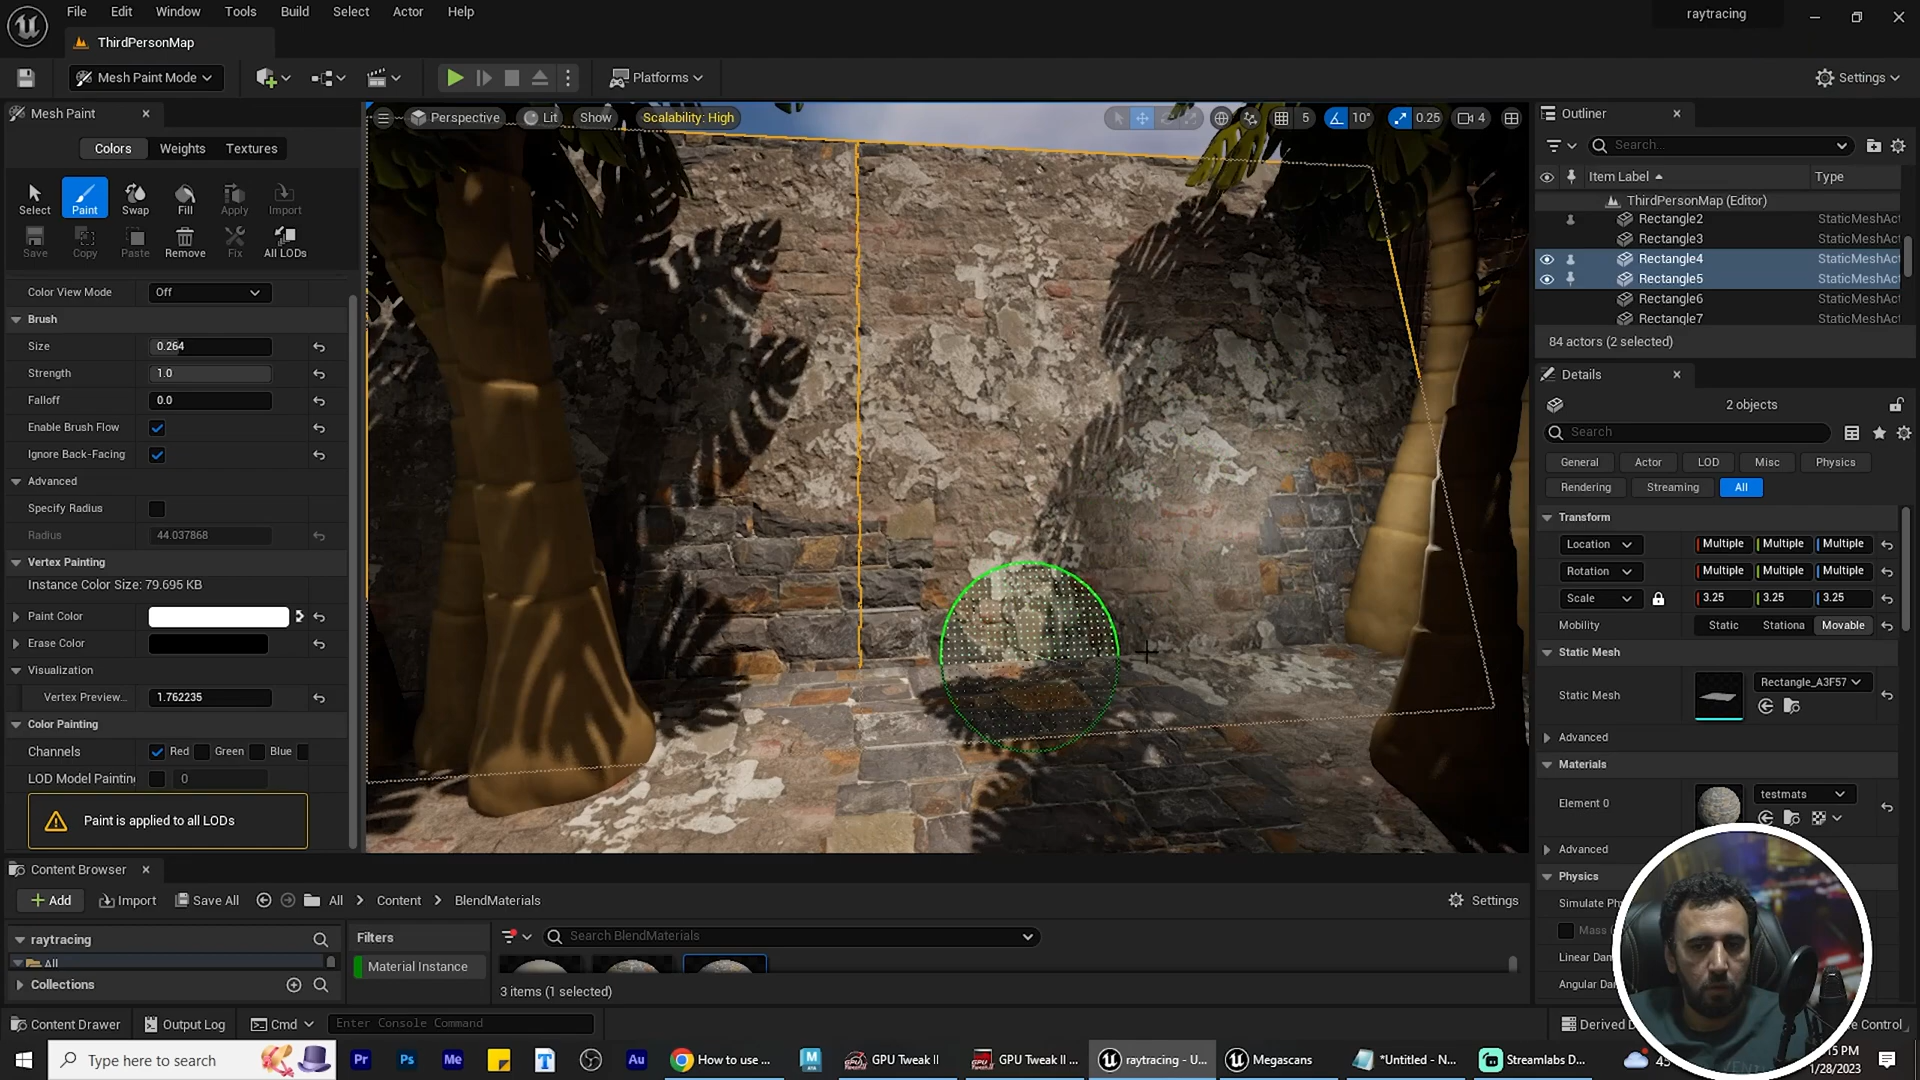 File Edit Window Tools Build Select Actor Help
raytracing
ThirdPersonMap
Mesh Paint Mode
Platforms
Settings
Mesh Paint
Colors Weights Textures
Select Paint Swap Fill Apply Import
Save Copy Paste Remove Fix All LODs
Color View Mode Off
Brush
Size 0.264
Strength 1.0
Falloff 0.0
Enable Brush Flow
Ignore Back-Facing
Advanced
Specify Radius
Radius 44.037868
Vertex Painting
Instance Color Size: 79.695 KB
Paint Color
Erase Color
Visualization
Vertex Preview... 1.762235
Color Painting
Channels Red Green Blue
LOD Model Paintin 0
Paint is applied to all LODs
Perspective Lit Show Scalability: High
5 10° 0.25 4
Outliner
Search...
Item Label Type
ThirdPersonMap (Editor)
Rectangle2 StaticMeshAct
Rectangle3 StaticMeshAct
Rectangle4 StaticMeshAct
Rectangle5 StaticMeshAct
Rectangle6 StaticMeshAct
Rectangle7 StaticMeshAct
84 actors (2 selected)
Details
2 objects
Search
General Actor LOD Misc Physics
Rendering Streaming All
Transform
Location Multiple Multiple Multiple
Rotation Multiple Multiple Multiple
Scale 3.25 3.25 3.25
Mobility Static Stationa Movable
Static Mesh
Static Mesh Rectangle_A3F57
Advanced
Materials
Element 0 testmats
Advanced
Physics
Simulate Ph
Mass (
Linear Dam
Angular Da
Content Browser
Add Import Save All All Content BlendMaterials Settings
raytracing
All
Collections
Filters
Material Instance
Search BlendMaterials
3 items (1 selected)
Content Drawer Output Log Cmd Enter Console Command
Derived D
e Control
Type here to search
Pr Ps Me Au
How to use ...
GPU Tweak II
GPU Tweak II ...
raytracing - U...
Megascans
*Untitled - N...
Streamlabs D...
:15 PM
1/28/2023